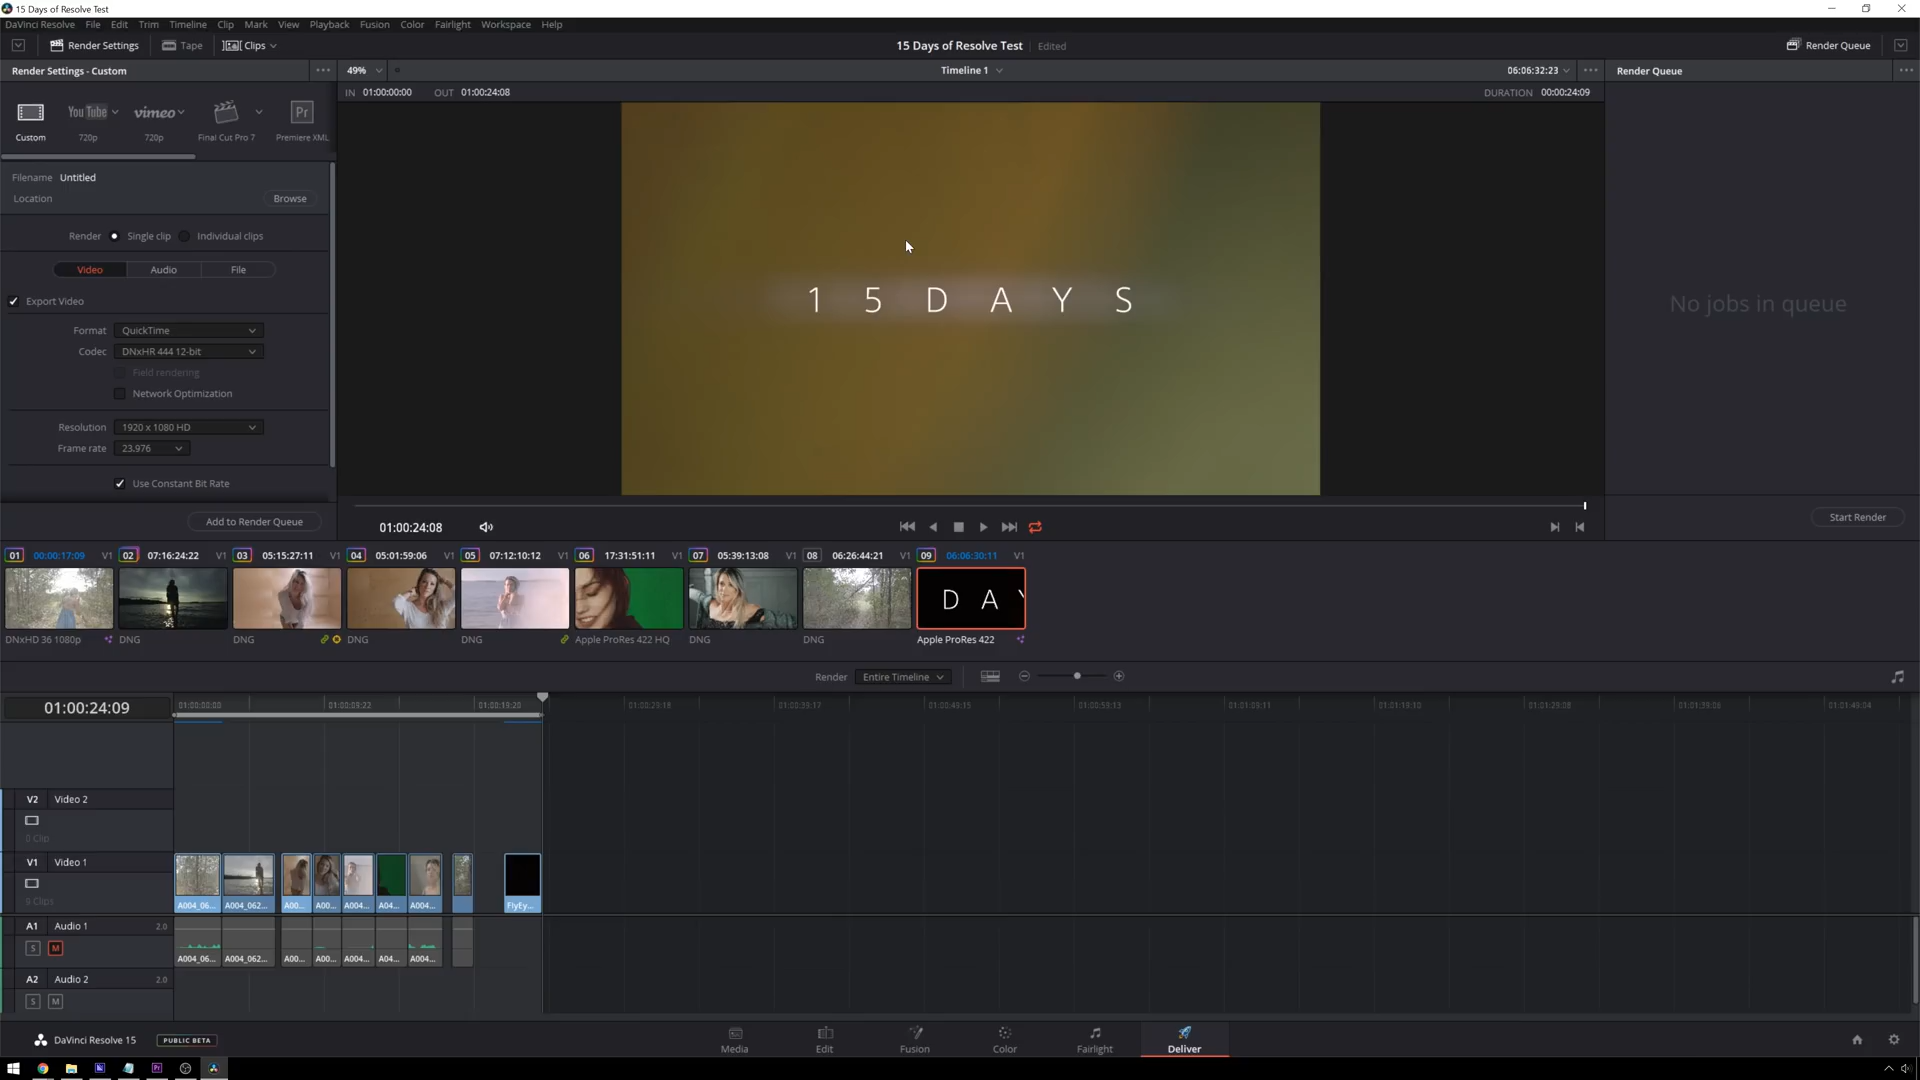 15 Days of Resolve Test
DaVinci Resolve File Edit Trim Timeline Clip Mark View Playback Fusion Color Fairlight Workspace Help
Render Settings Tape Clips 15 Days of Resolve Test Edited Render Queue
Render Settings - Custom 49% Timeline 1 06:06:32:23 Render Queue
IN 01:00:00:00 OUT 01:00:24:08 DURATION 00:00:24:09
YouTube vimeo Pr
Custom 720p 720p Final Cut Pro 7 Premiere XML
Filename Untitled
Location Browse
Render Single clip Individual clips
Video Audio File
Export Video
Format QuickTime
Codec DNxHR 444 12-bit
Field rendering
Network Optimization
Resolution 1920 x 1080 HD
Frame rate 23.976
Use Constant Bit Rate
Add to Render Queue
1 5 D A Y S
No jobs in queue
01:00:24:08
Start Render
01 00:00:17:09 V1 02 07:16:24:22 V1 03 05:15:27:11 V1 04 05:01:59:06 V1 05 07:12:10:12 V1 06 17:31:51:11 V1 07 05:39:13:08 V1 08 06:26:44:21 V1 09 06:06:30:11 V1
D A Y
DNxHD 36 1080p DNG DNG DNG DNG Apple ProRes 422 HQ DNG DNG Apple ProRes 422
Render Entire Timeline
01:00:24:09 01:00:00:00 01:00:09:22 01:00:19:20 01:00:29:18 01:00:39:17 01:00:49:15 01:00:59:13 01:01:09:11 01:01:19:10 01:01:29:08 01:01:39:06 01:01:49:04
V2 Video 2
0 Clip
V1 Video 1
9 Clips
A004_06... A004_062... A00... A00... A004... A04... A004... FlyEy...
A1 Audio 1 2.0
S M
A004_06... A004_062... A00... A00... A004... A04... A004...
A2 Audio 2 2.0
S M
DaVinci Resolve 15 PUBLIC BETA Media Edit Fusion Color Fairlight Deliver